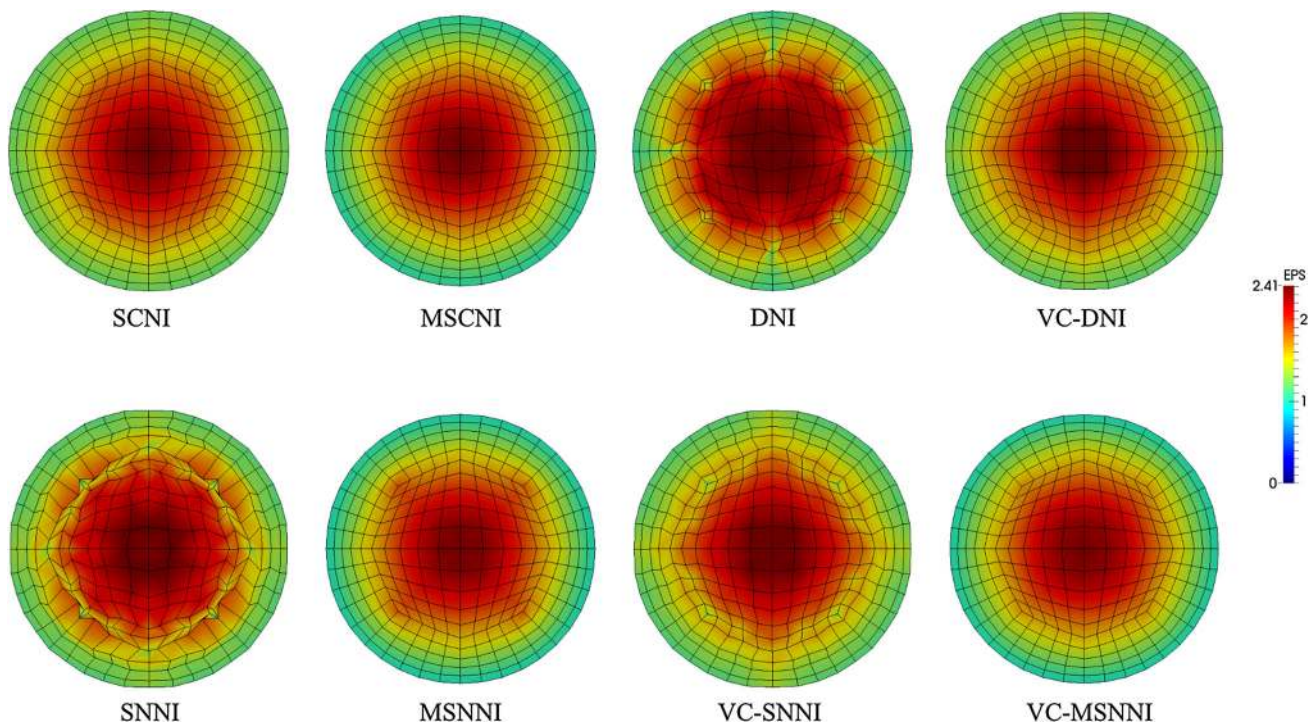 SCNI
MSCNI
DNI
VC-DNI
EPS
2.41
2
1
0
SNNI
MSNNI
VC-SNNI
VC-MSNNI